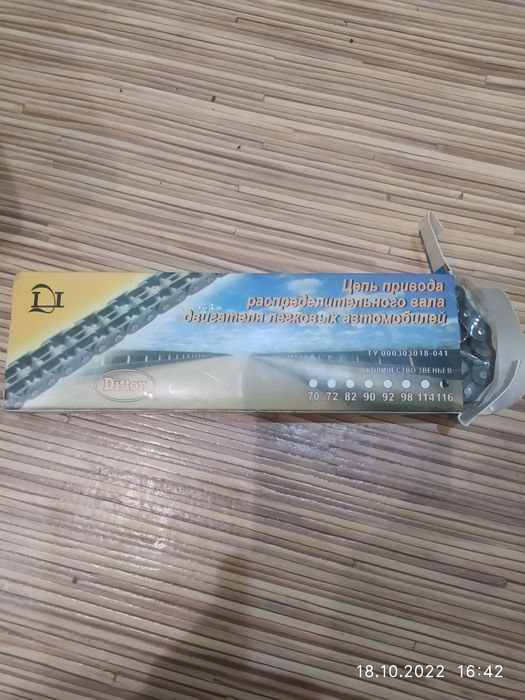 Цепь привода
распределительного вала
двигателя легковых автомобилей
ТУ 000303018-041
КОЛИЧЕСТВО ЗВЕНЬЕВ
70 72 82 90 92 98 114 116
Ditton
18.10.2022 16:42